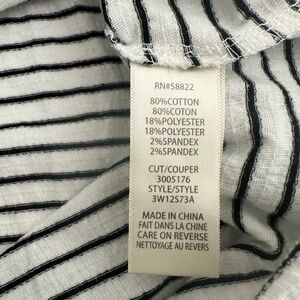 RN#58822
80%COTTON
80%COTON
18%POLYESTER
18%POLYESTER
2%SPANDEX
2%SPANDEX
CUT/COUPER
3005176
STYLE/STYLE
3W12S73A
MADE IN CHINA
FAIT DANS LA CHINE
CARE ON REVERSE
NETTOYAGE AU REVERS